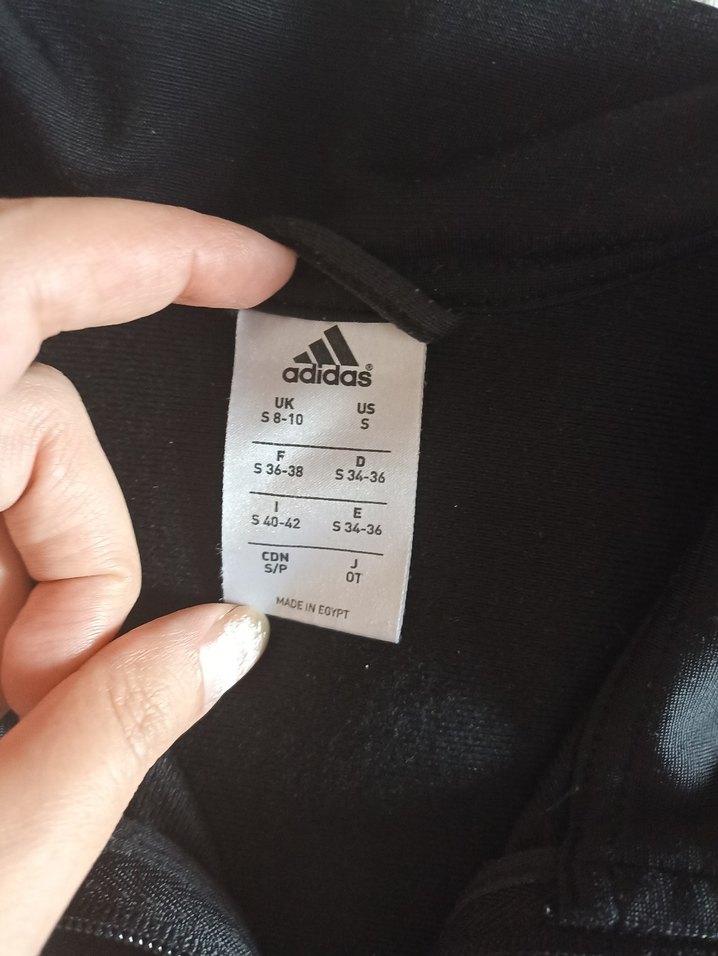 adidas®
UK US
S 8-10 S
F D
S 36-38 S 34-36
I E
S 40-42 S 34-36
CDN J
S/P OT
MADE IN EGYPT